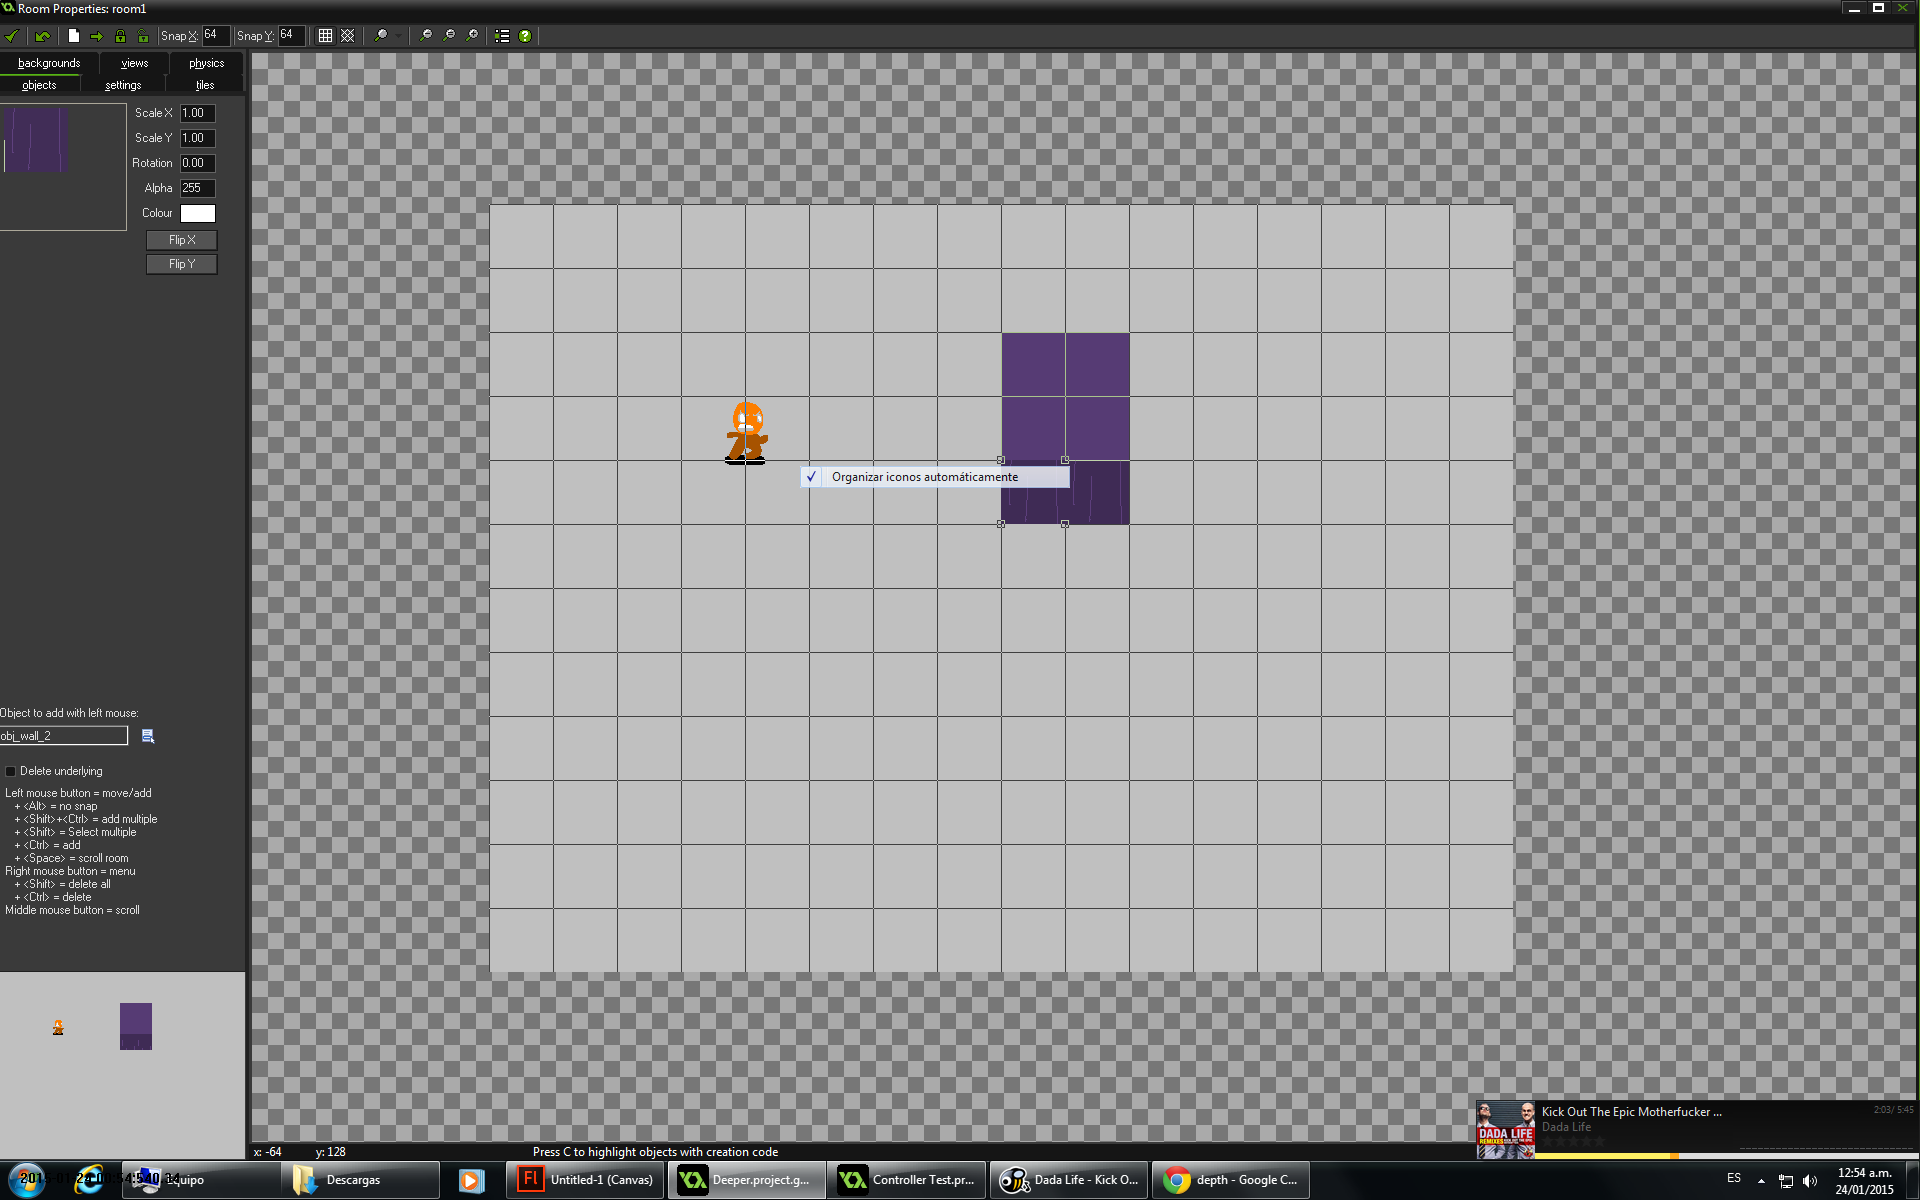 Room Properties: room1
Snap X: 64 Snap Y: 64
backgrounds views physics
objects settings tiles
Scale X 1.00
Scale Y 1.00
Rotation 0.00
Alpha 255
Colour
Flip X
Flip Y
Organizar iconos automáticamente
Object to add with left mouse:
obj_wall_2
Delete underlying
Left mouse button = move/add
+ <Alt> = no snap
+ <Shift>+<Ctrl> = add multiple
+ <Shift> = Select multiple
+ <Ctrl> = add
+ <Space> = scroll room
Right mouse button = menu
+ <Shift> = delete all
+ <Ctrl> = delete
Middle mouse button = scroll
Kick Out The Epic Motherfucker ...
2:03/ 5:45
Dada Life
DADA LIFE
x: -64 y: 128 Press C to highlight objects with creation code
Equipo Descargas Untitled-1 (Canvas) Deeper.project.g... Controller Test.pr... Dada Life - Kick O... depth - Google C...
ES
12:54 a.m.
24/01/2015